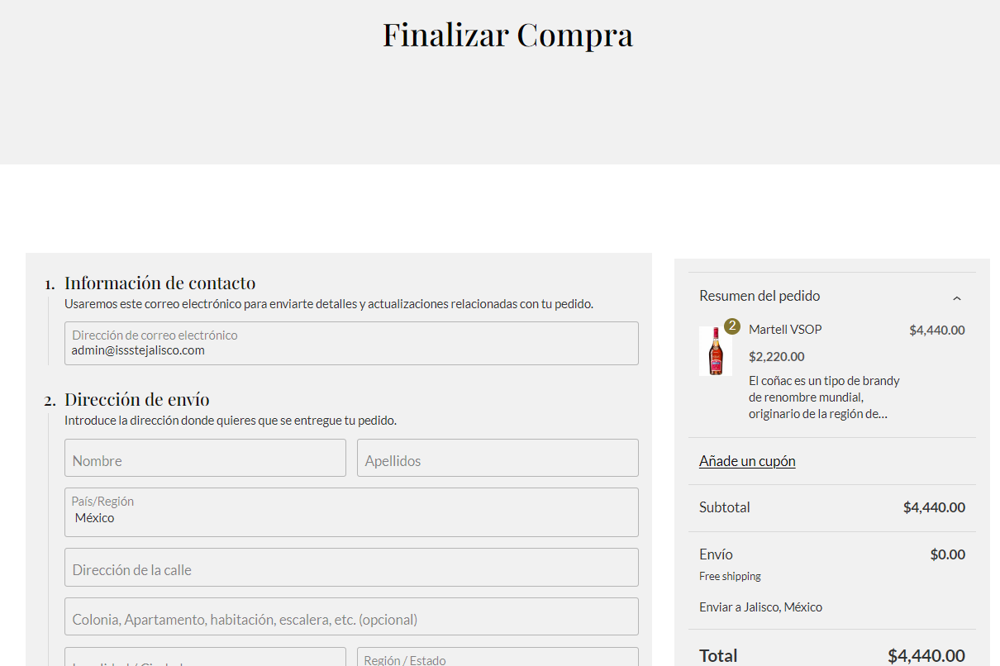 Finalizar Compra
1. Información de contacto
Usaremos este correo electrónico para enviarte detalles y actualizaciones relacionadas con tu pedido.
Dirección de correo electrónico
admin@issstejalisco.com
2. Dirección de envío
Introduce la dirección donde quieres que se entregue tu pedido.
Nombre
Apellidos
País/Región
México
Dirección de la calle
Colonia, Apartamento, habitación, escalera, etc. (opcional)
Región / Estado
Resumen del pedido
2
Martell VSOP $4,440.00
$2,220.00
El coñac es un tipo de brandy
de renombre mundial,
originario de la región de…
Añade un cupón
Subtotal $4,440.00
Envío $0.00
Free shipping
Enviar a Jalisco, México
Total $4,440.00